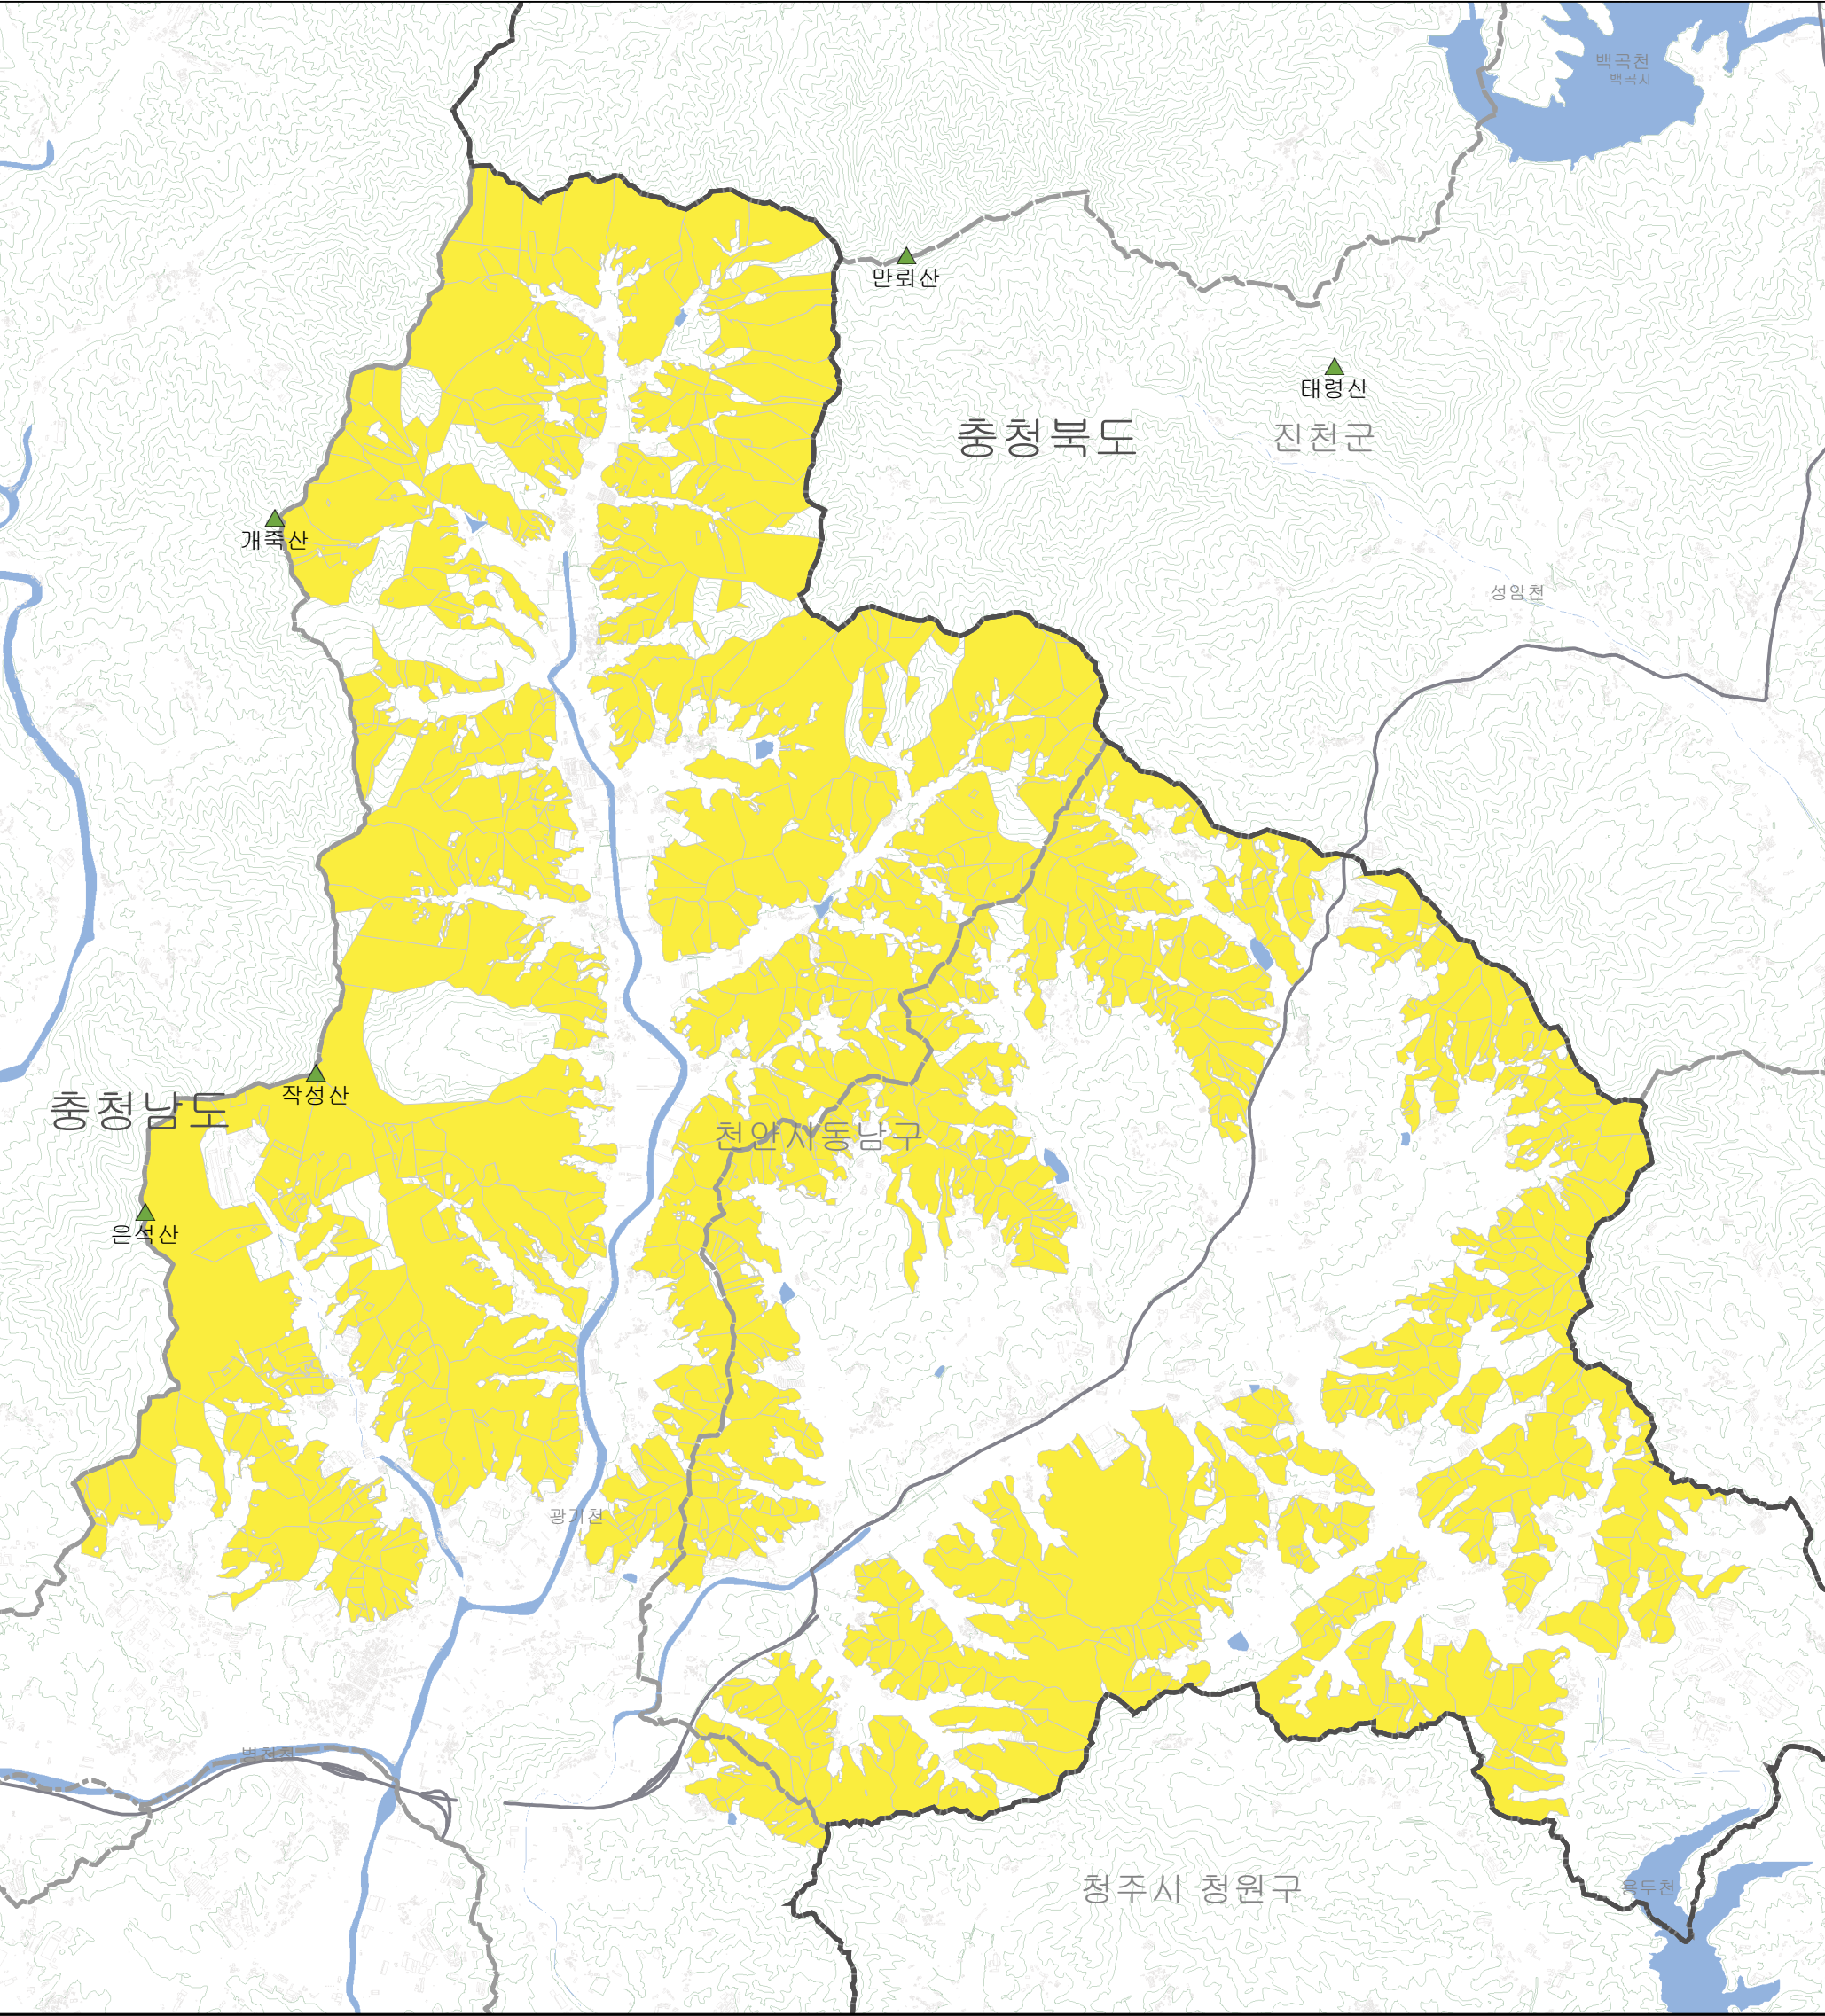 백곡천
백곡지
만뢰산
태령산
충청북도
진천군
개죽산
성암천
작성산
충청남도
천안시동남구
은석산
광기천
병천천
청주시 청원구
용두천